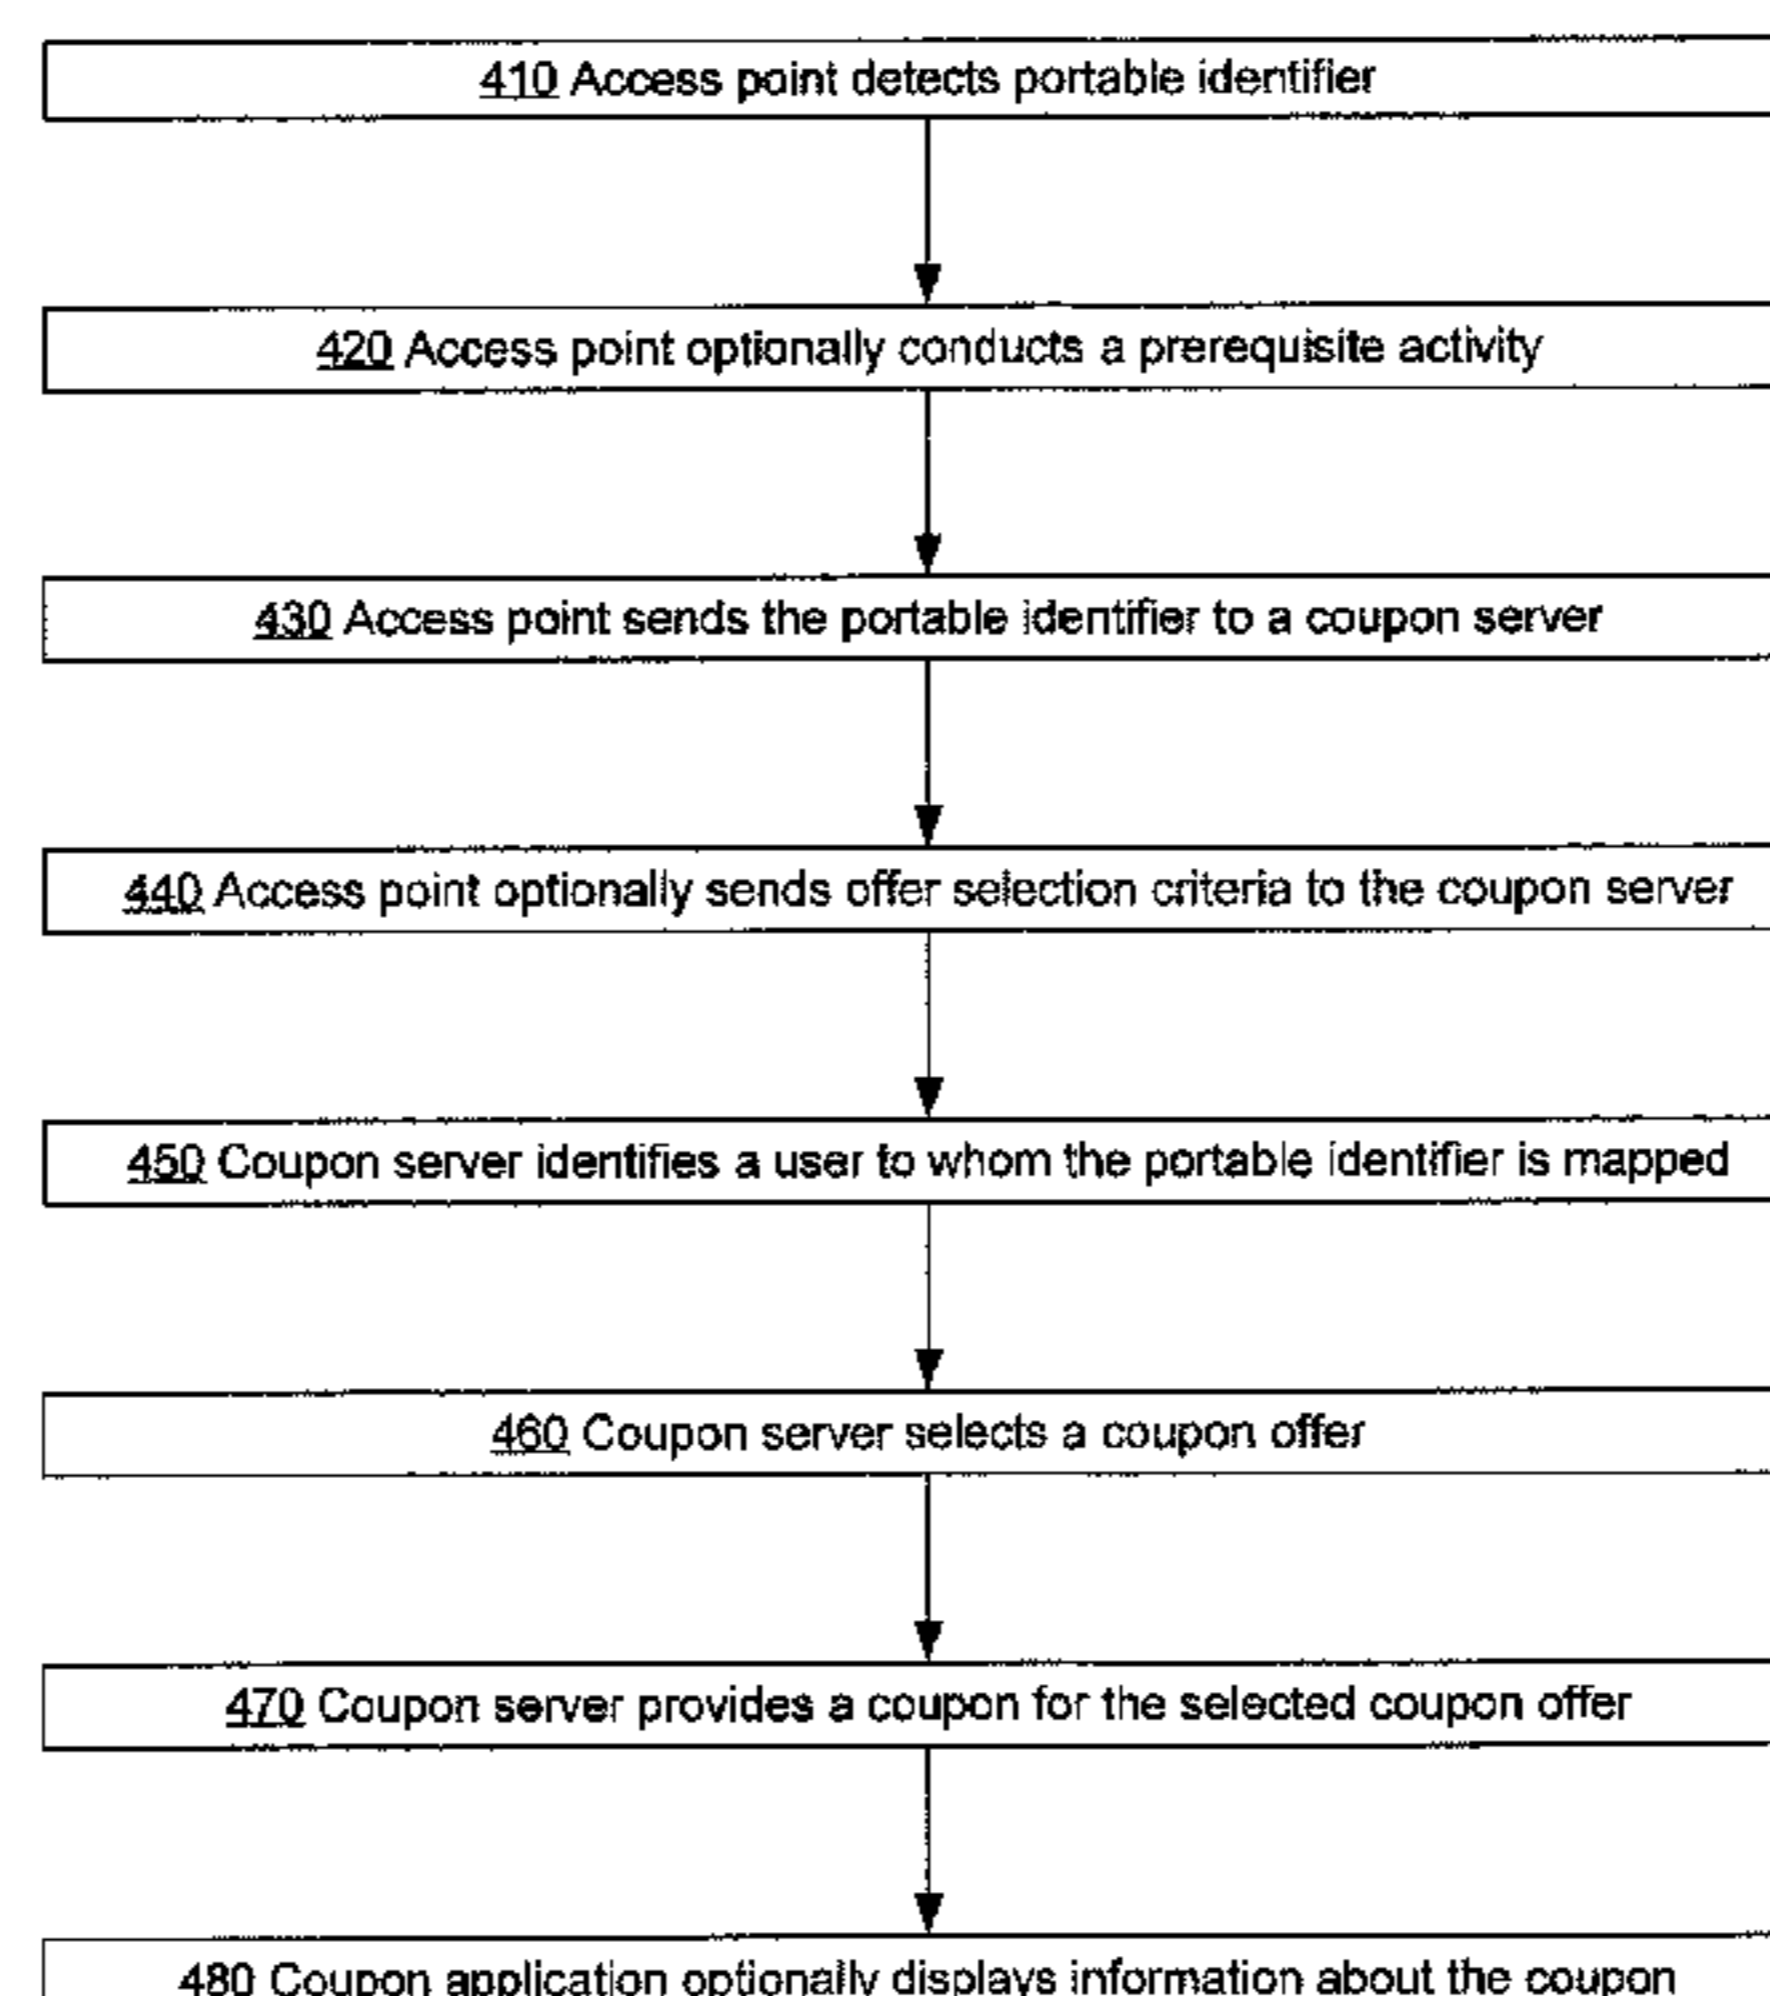 410 Access point detects portable identifier
420 Access point optionally conducts a prerequisite activity
430 Access point sends the portable identifier to a coupon server
440 Access point optionally sends offer selection criteria to the coupon server
450 Coupon server identifies a user to whom the portable identifier is mapped
460 Coupon server selects a coupon offer
470 Coupon server provides a coupon for the selected coupon offer
480 Coupon application optionally displays information about the coupon